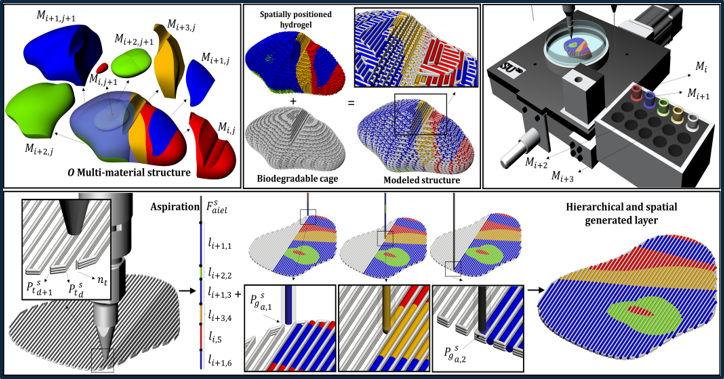 M_{i+1,j+1}
M_{i+3,j}
M_{i+2,j+1}
M_{i,j+1}
M_{i+1,j}
M_{i,j}
M_{i+2,j}
O Multi-material structure
Spatially positioned
hydrogel
+
=
Biodegradable cage
Modeled structure
M_i
M_{i+1}
M_{i+2}
M_{i+3}
P_{t_{d+1}}^s
P_{t_d}^s
n_t
Aspiration
F_{aiel}^s
l_{i+1,1}
l_{i+2,2}
l_{i+1,3}
l_{i+3,4}
l_{i,5}
l_{i+1,6}
+
P_{g_{a,1}}^s
P_{g_{a,2}}^s
Hierarchical and spatial
generated layer